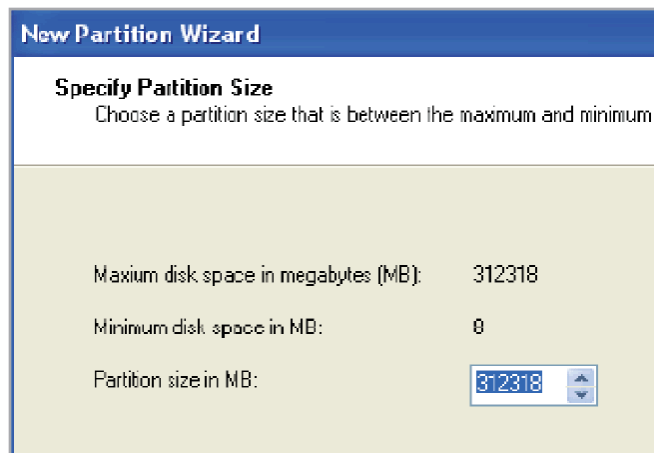 New Partition Wizard
Specify Partition Size
Choose a partition size that is between the maximum and minimum
Maxium disk space in megabytes (MB): 312318
Minimum disk space in MB: 8
Partition size in MB: 312318